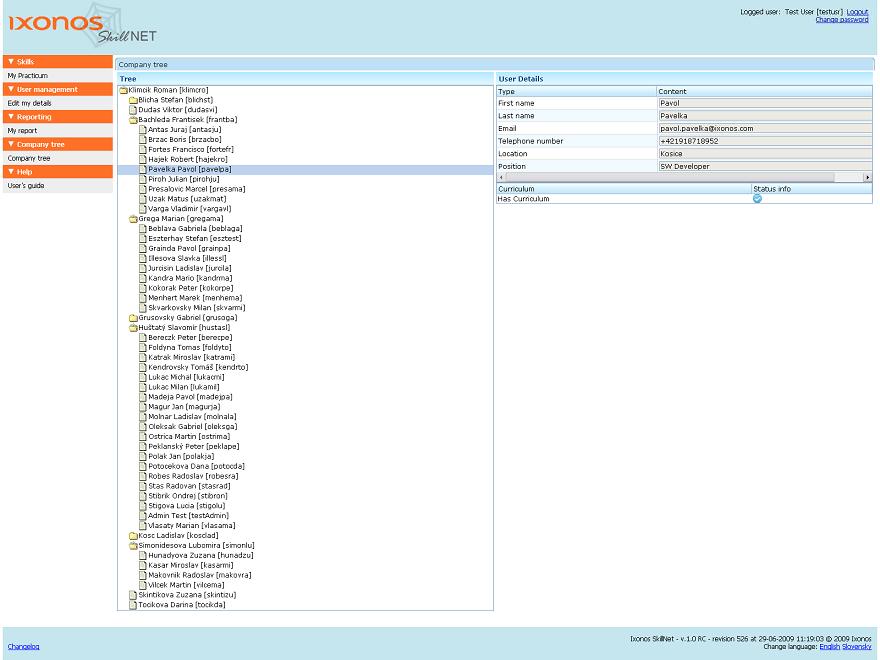 IXONOS
SkillNET
Logged user: Test User [testusr] Logout
Change password
Skills
My Practicum
User management
Edit my details
Reporting
My report
Company tree
Company tree
Help
User's guide
Company tree
Tree
Klimcik Roman [klimcro]
Blicha Stefan [blichst]
Dudas Viktor [dudasvi]
Bachleda Frantisek [frantba]
Antas Juraj [antasju]
Brzac Boris [brzacbo]
Fortes Francisco [fortefr]
Hajek Robert [hajekro]
Pavelka Pavol [pavelpa]
Piroh Julian [pirohju]
Presalovic Marcel [presama]
Uzak Matus [uzakmat]
Varga Vladimir [vargavl]
Grega Marian [gregama]
Beblava Gabriela [beblaga]
Eszterhay Stefan [esztest]
Grainda Pavol [grainpa]
Illesova Slavka [illessl]
Jurcisin Ladislav [jurcila]
Kandra Mario [kandrma]
Kokorak Peter [kokorpe]
Menhert Marek [menhema]
Skvarkovsky Milan [skvarmi]
Grusovsky Gabriel [grusoga]
Huštatý Slavomir [hustasl]
Bereczk Peter [berecpe]
Foldyna Tomas [foldyto]
Katrak Miroslav [katrami]
Kendrovsky Tomáš [kendrto]
Lukac Michal [lukacmi]
Lukac Milan [lukamil]
Madeja Pavol [madejpa]
Magur Jan [magurja]
Molnar Ladislav [molnala]
Oleksak Gabriel [oleksga]
Ostrica Martin [ostrima]
Peklanský Peter [peklape]
Polak Jan [polakja]
Potocekova Dana [potocda]
Robes Radoslav [robesra]
Stas Radovan [stasrad]
Stibrik Ondrej [stibron]
Stigova Lucia [stigolu]
Admin Test [testAdmin]
Vlasaty Marian [vlasama]
Kosc Ladislav [kosclad]
Simonidesova Lubomira [simonlu]
Hunadyova Zuzana [hunadzu]
Kasar Miroslav [kasarmi]
Makovnik Radoslav [makovra]
Vilcek Martin [vilcema]
Skintikova Zuzana [skintizu]
Tocikova Darina [tocikda]
User Details
Type Content
First name Pavol
Last name Pavelka
Email pavol.pavelka@ixonos.com
Telephone number +421918718952
Location Kosice
Position SW Developer
Curriculum Status info
Has Curriculum
Changelog
Ixonos SkillNet - v.1.0 RC - revision 526 at 29-06-2009 11:19:03 © 2009 Ixonos
Change language: English Slovensky